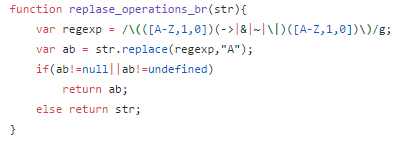 function replase_operations_br(str){
var regexp = /\(([A-Z,1,0])(->|&|~|\|)([A-Z,1,0])\)/g;
var ab = str.replace(regexp,"A");
if(ab!=null||ab!=undefined)
return ab;
else return str;
}